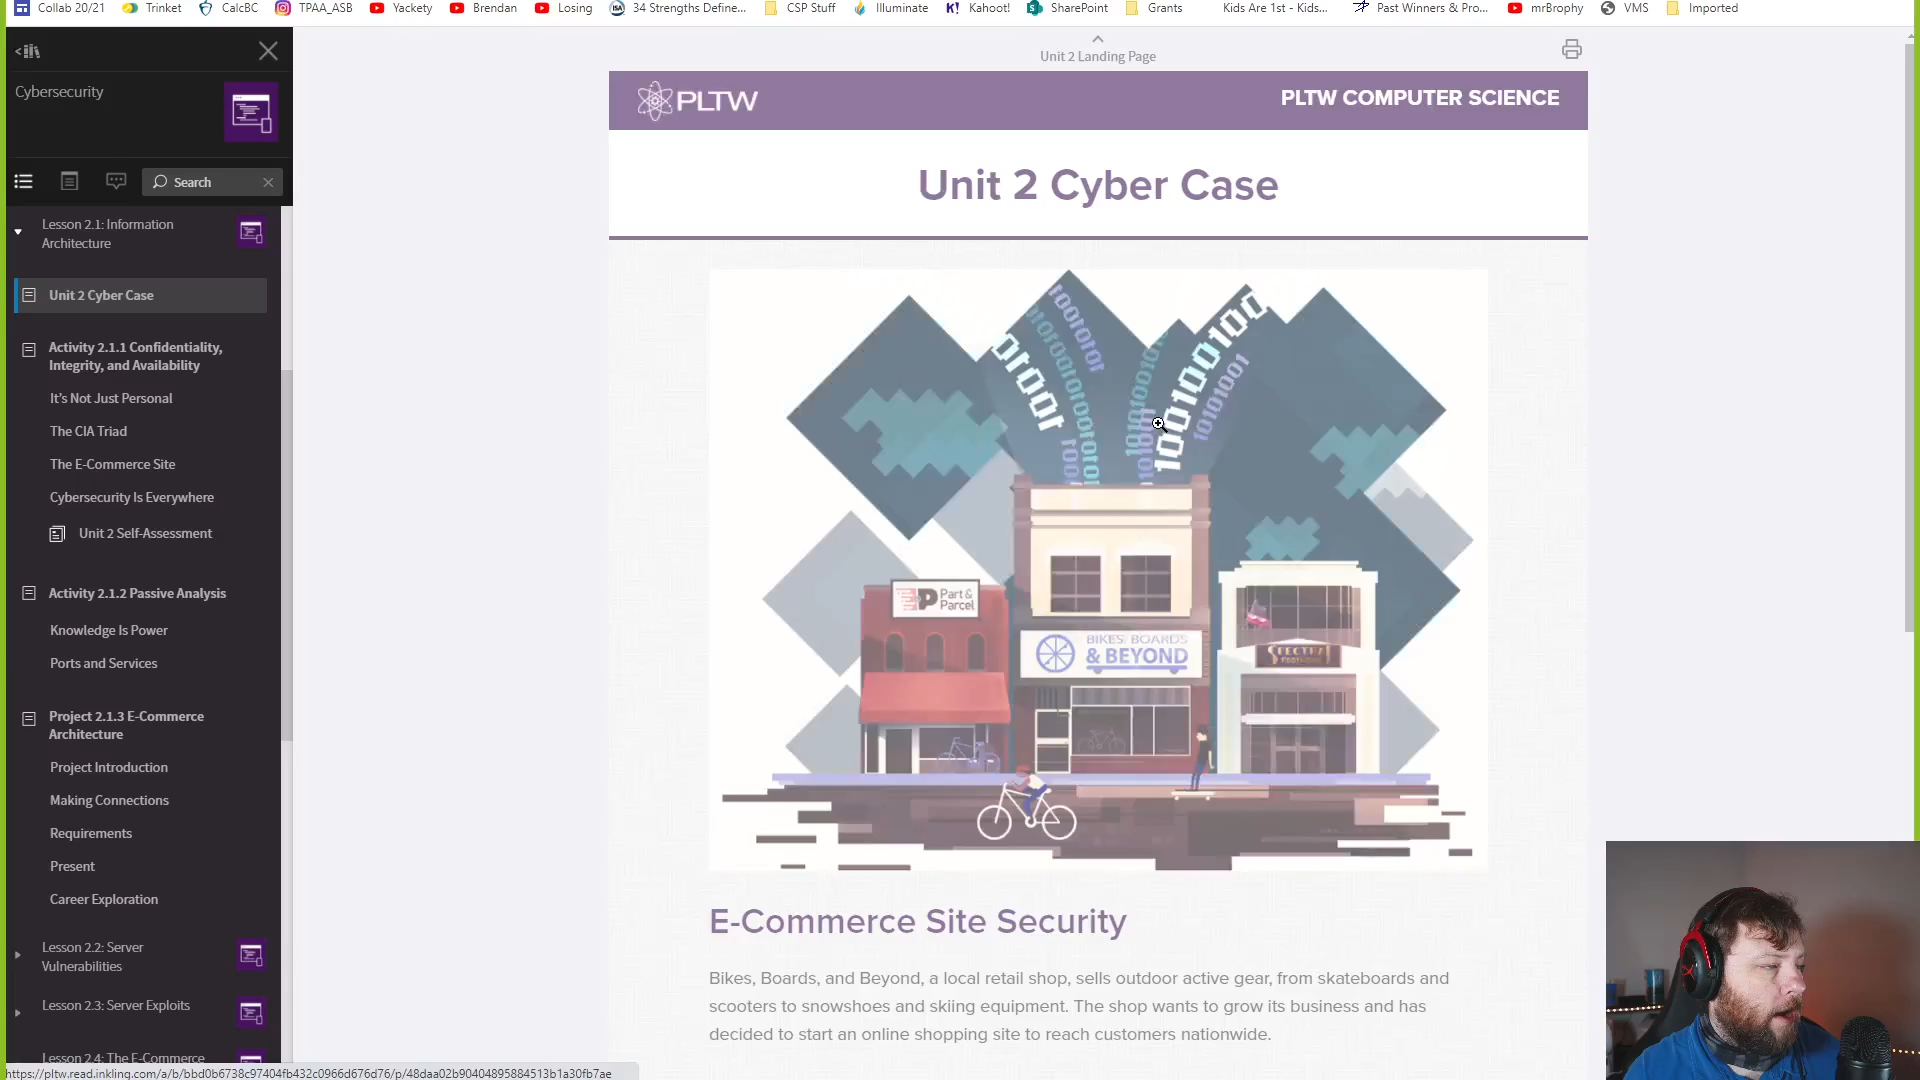 Collab 20/21 Trinket CalcBC TPAA_ASB Yackety Brendan Losing 34 Strengths Define... CSP Stuff Illuminate Kahoot! SharePoint Grants Kids Are 1st - Kids... Past Winners & Pro... mrBrophy VMS Imported
Cybersecurity
Search
Lesson 2.1: Information
Architecture
Unit 2 Cyber Case
Activity 2.1.1 Confidentiality,
Integrity, and Availability
It's Not Just Personal
The CIA Triad
The E-Commerce Site
Cybersecurity Is Everywhere
Unit 2 Self-Assessment
Activity 2.1.2 Passive Analysis
Knowledge Is Power
Ports and Services
Project 2.1.3 E-Commerce
Architecture
Project Introduction
Making Connections
Requirements
Present
Career Exploration
Lesson 2.2: Server
Vulnerabilities
Lesson 2.3: Server Exploits
Lesson 2.4: The E-Commerce
https://pltw.read.inkling.com/a/b/bbd0b6738c97404fb432c0966d676d76/p/48daa02b90404895884513b1a30fb7ae
Unit 2 Landing Page
PLTW
PLTW COMPUTER SCIENCE
Unit 2 Cyber Case
Part &
Parcel
BIKES, BOARDS
& BEYOND
E-Commerce Site Security
Bikes, Boards, and Beyond, a local retail shop, sells outdoor active gear, from skateboards and
scooters to snowshoes and skiing equipment. The shop wants to grow its business and has
decided to start an online shopping site to reach customers nationwide.